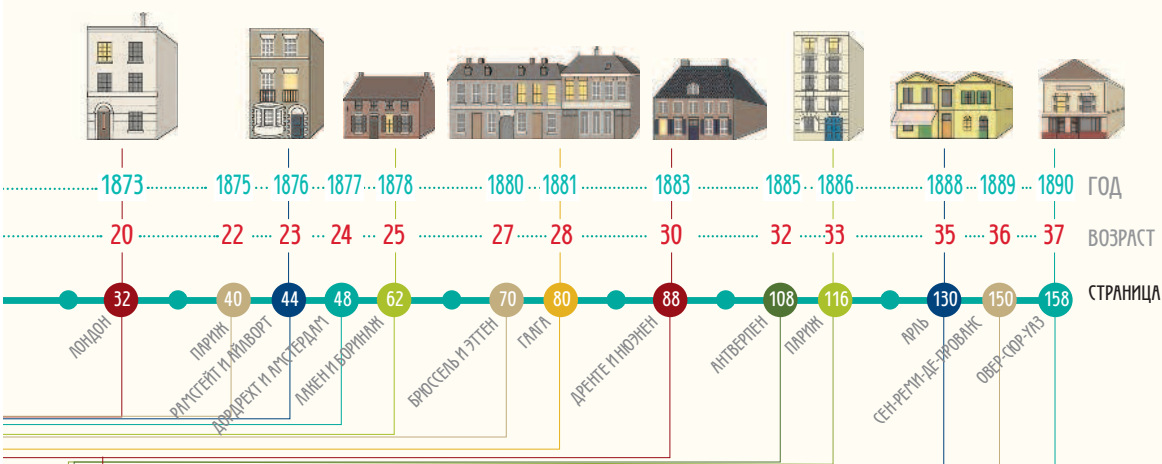 1873 1875 1876 1877 1878 1880 1881 1883 1885 1886 1888 1889 1890 ГОД
20 22 23 24 25 27 28 30 32 33 35 36 37 ВОЗРАСТ
32 40 44 48 62 70 80 88 108 116 130 150 158 СТРАНИЦА
ЛОНДОН
ПАРИЖ
РАМСГЕЙТ И АЙЛВОРТ
ДОРДРЕХТ И АМСТЕРДАМ
ЛАКЕН И БОРИНАЖ
БРЮССЕЛЬ И ЭТТЕН
ГААГА
ДРЕНТЕ И НЮЭНЕН
АНТВЕРПЕН
ПАРИЖ
АРЛЬ
СЕН-РЕМИ-ДЕ-ПРОВАНС
ОВЕР-СЮР-УАЗ